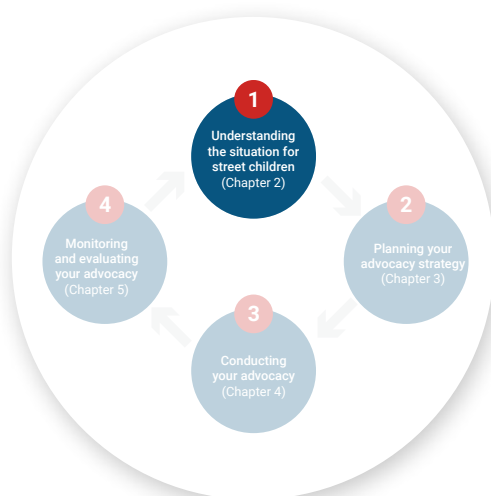 1
Understanding
the situation for
street children
(Chapter 2)
2
Planning your
advocacy strategy
(Chapter 3)
3
Conducting
your advocacy
(Chapter 4)
4
Monitoring
and evaluating
your advocacy
(Chapter 5)